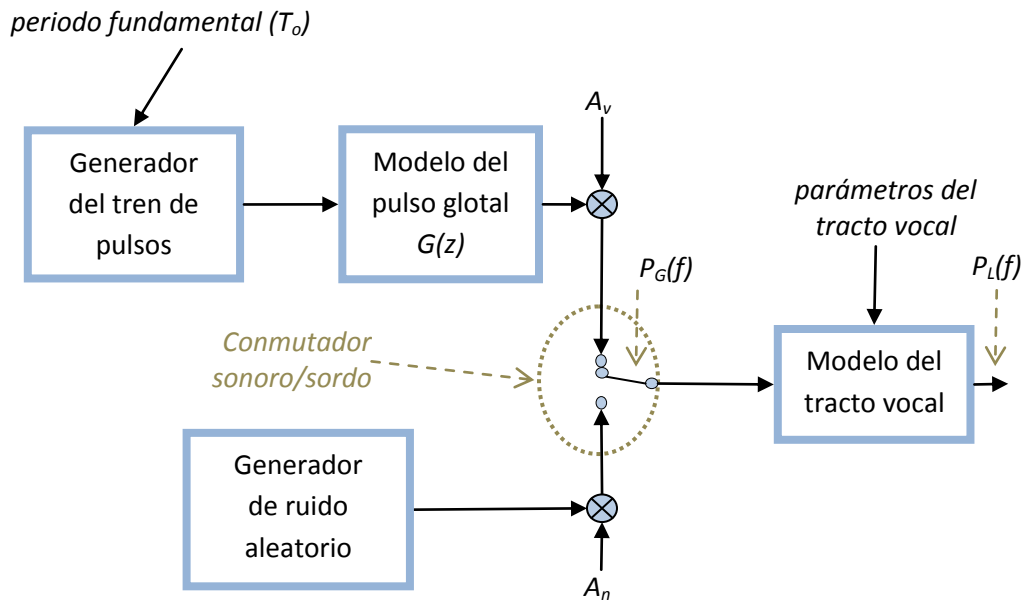 periodo fundamental (To)
Generador
del tren de
pulsos
Modelo del
pulso glotal
G(z)
Av
parámetros del
tracto vocal
PG(f)
PL(f)
Conmutador
sonoro/sordo
Modelo del
tracto vocal
Generador
de ruido
aleatorio
An